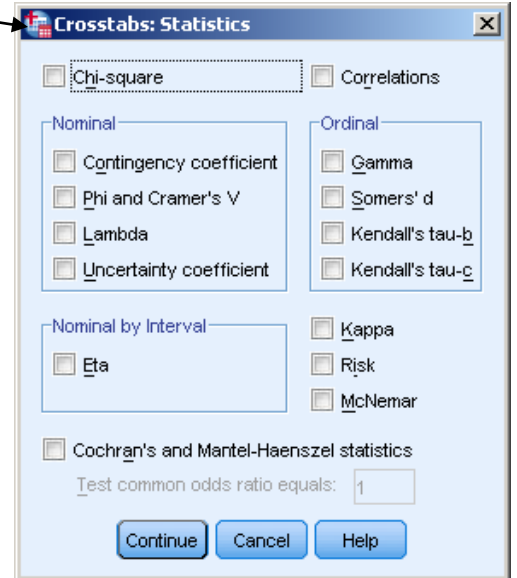 Crosstabs: Statistics
Chi-square
Correlations
Nominal
Contingency coefficient
Phi and Cramer's V
Lambda
Uncertainty coefficient
Ordinal
Gamma
Somers' d
Kendall's tau-b
Kendall's tau-c
Nominal by Interval
Eta
Kappa
Risk
McNemar
Cochran's and Mantel-Haenszel statistics
Test common odds ratio equals: 1
Continue Cancel Help